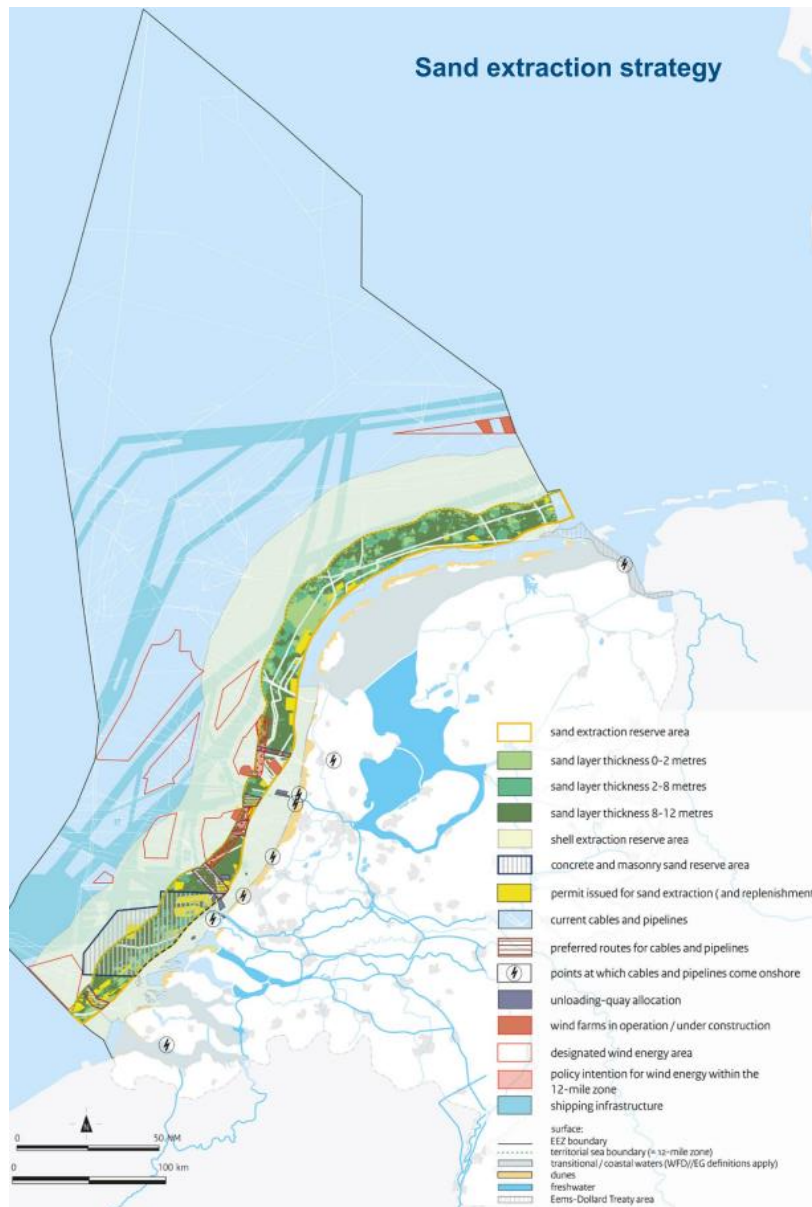 Sand extraction strategy
sand extraction reserve area
sand layer thickness 0-2 metres
sand layer thickness 2-8 metres
sand layer thickness 8-12 metres
shell extraction reserve area
concrete and masonry sand reserve area
permit issued for sand extraction ( and replenishment
current cables and pipelines
preferred routes for cables and pipelines
points at which cables and pipelines come onshore
unloading-quay allocation
wind farms in operation / under construction
designated wind energy area
policy intention for wind energy within the
12-mile zone
shipping infrastructure
surface:
EEZ boundary
territorial sea boundary (= 12-mile zone)
transitional / coastal waters (WFD//EG definitions apply)
dunes
freshwater
Eems-Dollard Treaty area
N
0 50 NM
0 100 km